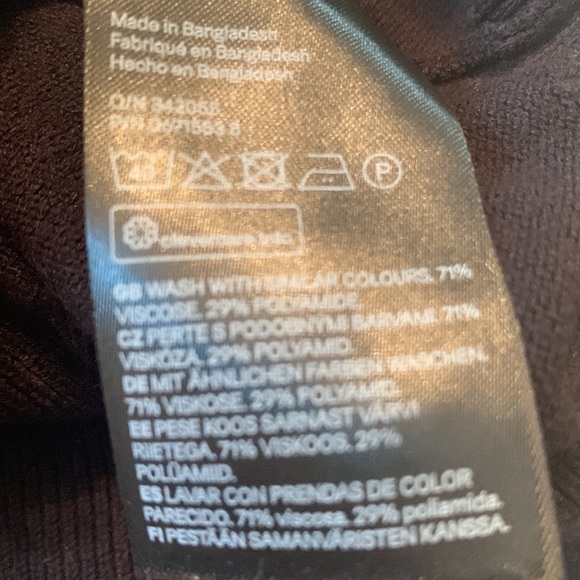 Made in Bangladesh
Fabriqué en Bangladesh
Hecho en Bangladesh
O/N
P/N
40
P
clevercare.info
GB WASH WITH SIMILAR COLOURS. 71%
VISCOSE. 29% POLYAMIDE.
CZ PERTE S PODOBNÝMI BARVAMI. 71%
VISKÓZA. 29% POLYAMID.
DE MIT ÄHNLICHEN FARBEN WASCHEN.
71% VISKOSE. 29% POLYAMID.
EE PESE KOOS SARNAST VÄRVI
RIIETEGA. 71% VISKOOS. 29%
POLÜAMIID.
ES LAVAR CON PRENDAS DE COLOR
PARECIDO. 71% viscosa. 29% poliamida.
FI PESTÄÄN SAMANVÄRISTEN KANSSA.